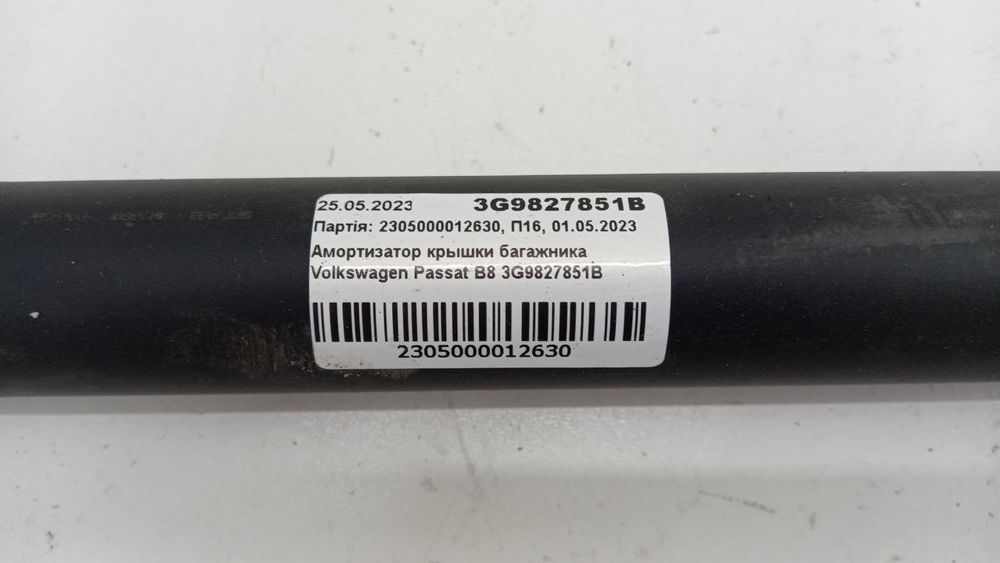 25.05.2023 3G9827851B
Партія: 2305000012630, П16, 01.05.2023
Амортизатор крышки багажника
Volkswagen Passat B8 3G9827851B
2305000012630